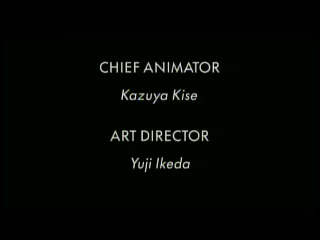 CHIEF ANIMATOR
Kazuya Kise
ART DIRECTOR
Yuji Ikeda